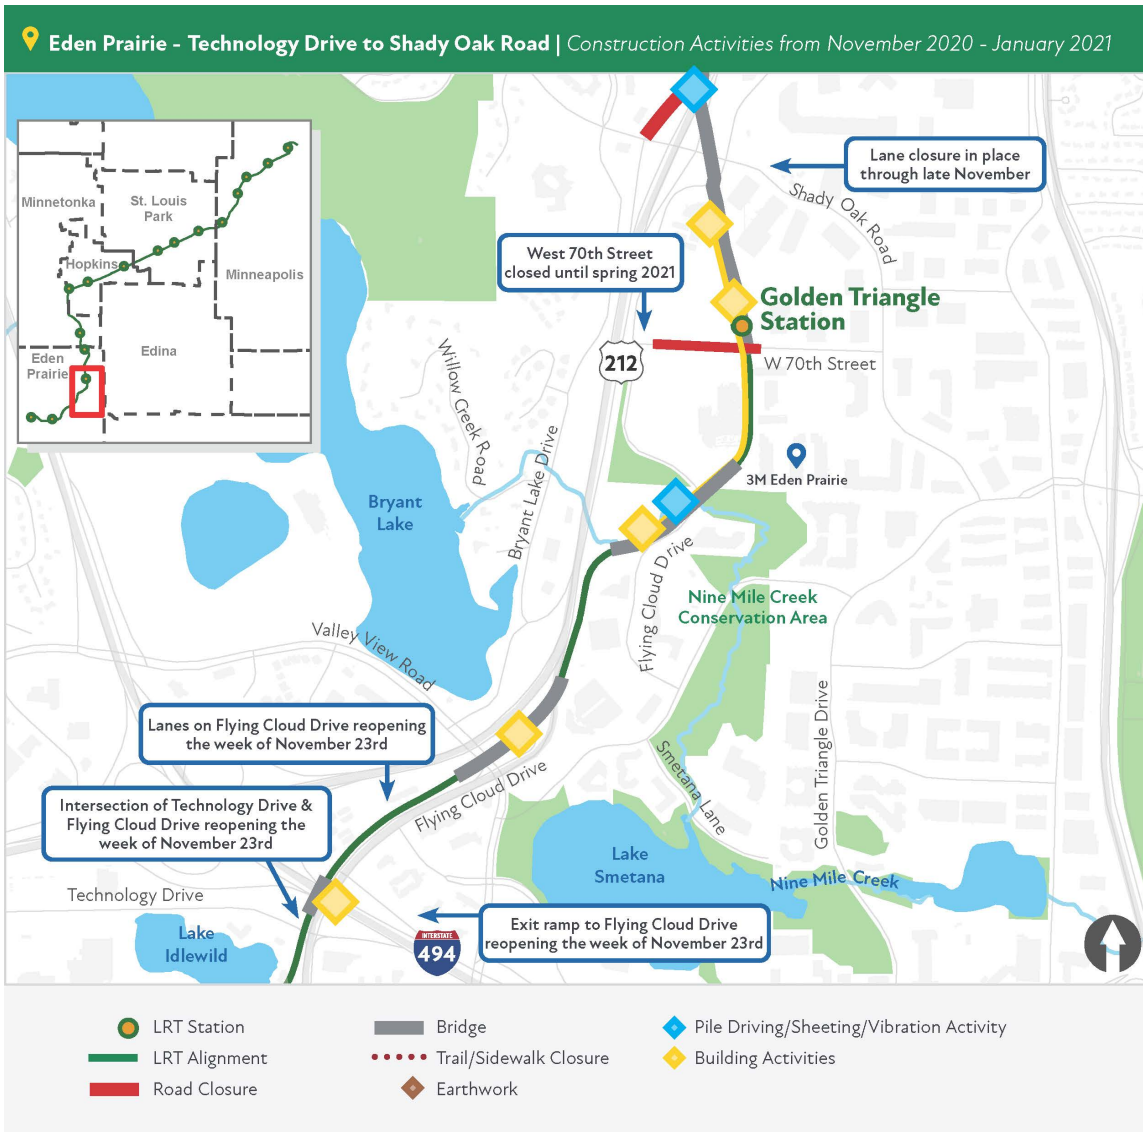 Eden Prairie - Technology Drive to Shady Oak Road | Construction Activities from November 2020 - January 2021
Minnetonka
St. Louis
Park
Hopkins
Minneapolis
Edina
Eden
Prairie
Lane closure in place
through late November
Shady Oak Road
West 70th Street
closed until spring 2021
Golden Triangle
Station
212
W 70th Street
Willow Creek Road
Bryant Lake Drive
3M Eden Prairie
Bryant
Lake
Flying Cloud Drive
Nine Mile Creek
Conservation Area
Valley View Road
Golden Triangle Drive
Lanes on Flying Cloud Drive reopening
the week of November 23rd
Smetana Lane
Flying Cloud Drive
Intersection of Technology Drive &
Flying Cloud Drive reopening the
week of November 23rd
Lake
Smetana
Nine Mile Creek
Technology Drive
Lake
Idlewild
Exit ramp to Flying Cloud Drive
reopening the week of November 23rd
INTERSTATE
494
LRT Station
LRT Alignment
Road Closure
Bridge
Trail/Sidewalk Closure
Earthwork
Pile Driving/Sheeting/Vibration Activity
Building Activities